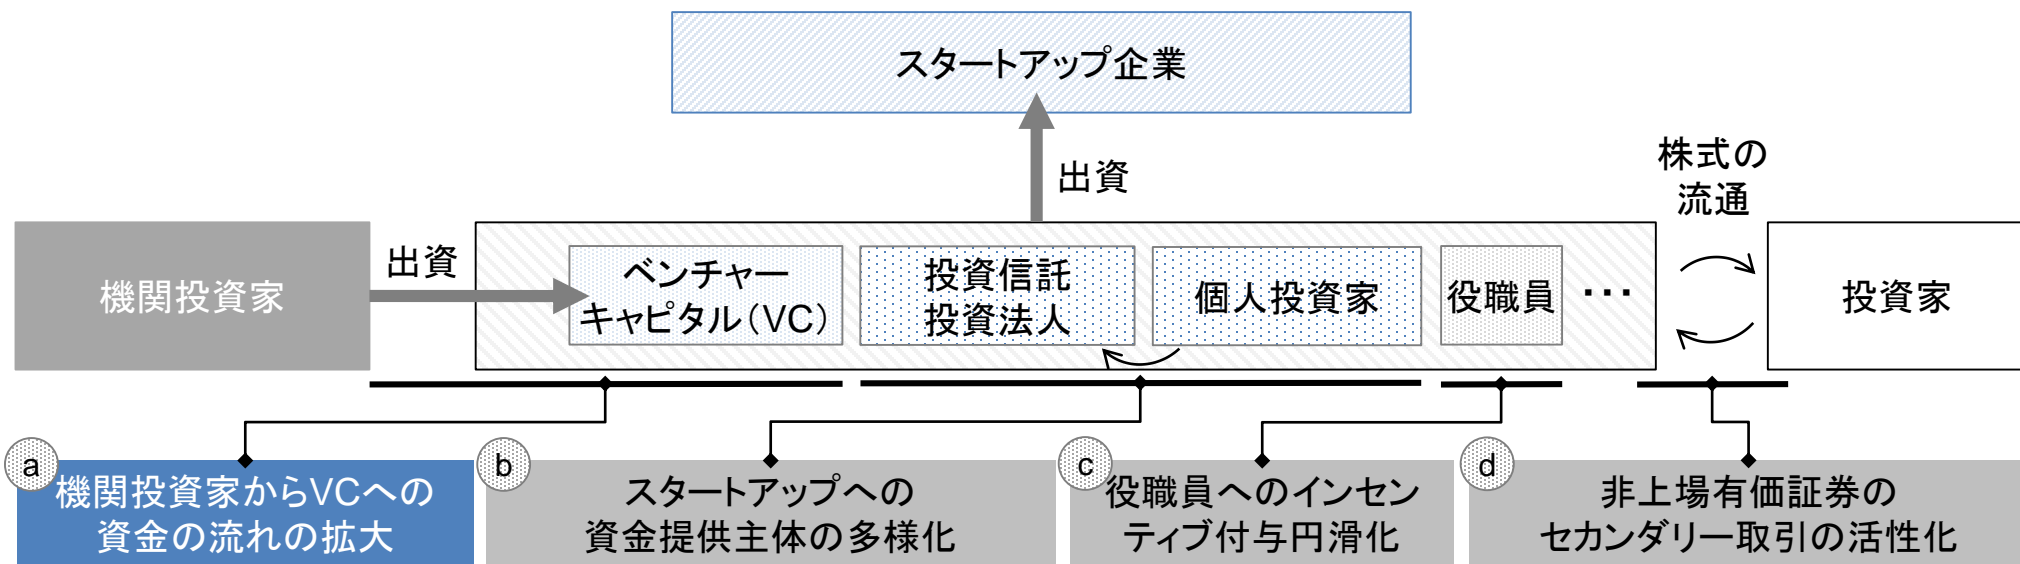 スタートアップ企業
出資
株式の
流通
機関投資家
出資
ベンチャー
キャピタル（VC）
投資信託
投資法人
個人投資家
役職員
･･･
投資家
a
機関投資家からVCへの
資金の流れの拡大
b
スタートアップへの
資金提供主体の多様化
c
役職員へのインセン
ティブ付与円滑化
d
非上場有価証券の
セカンダリー取引の活性化